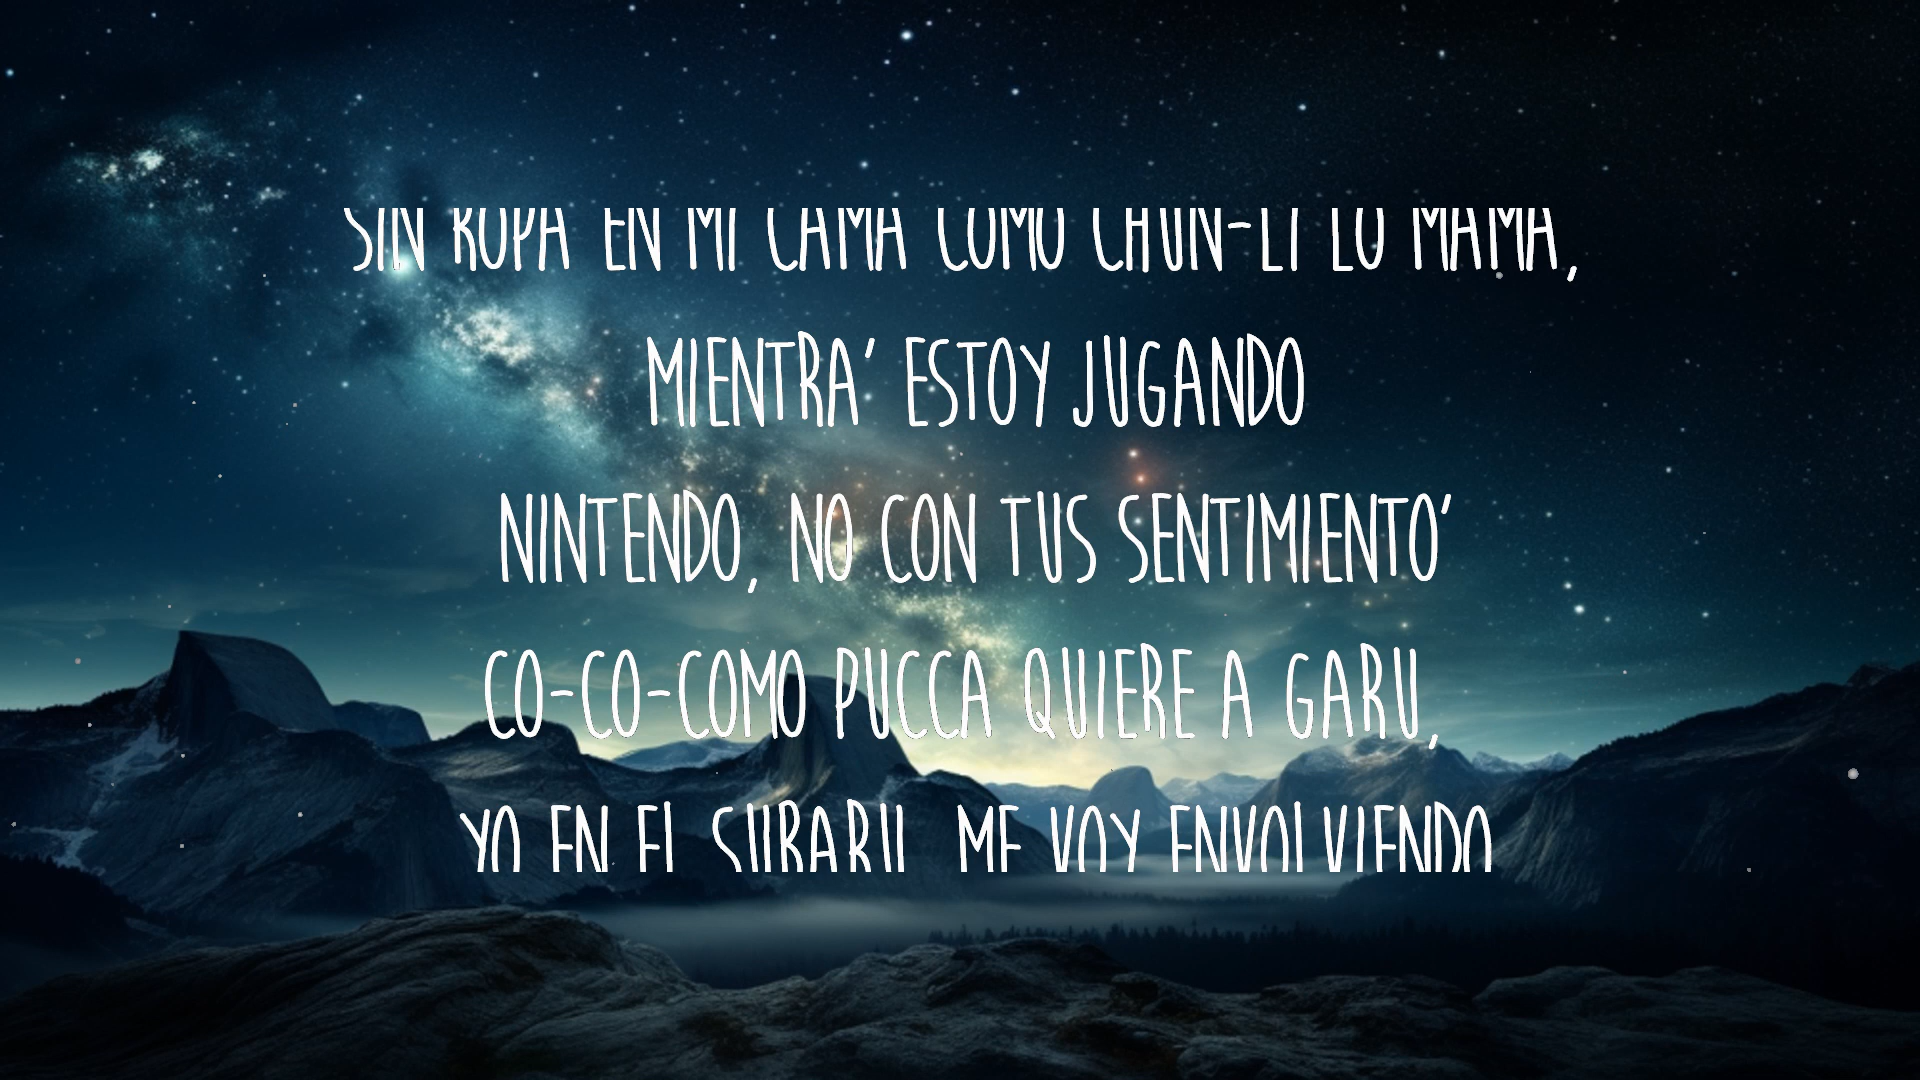 SIN ROPA EN MI CAMA COMO CHUN-LI LO MAMA,
MIENTRA' ESTOY JUGANDO
NINTENDO, NO CON TUS SENTIMIENTO'
CO-CO-COMO PUCCA QUIERE A GARU,
YO EN EL SUBARU ME VOY ENVOLVIENDO